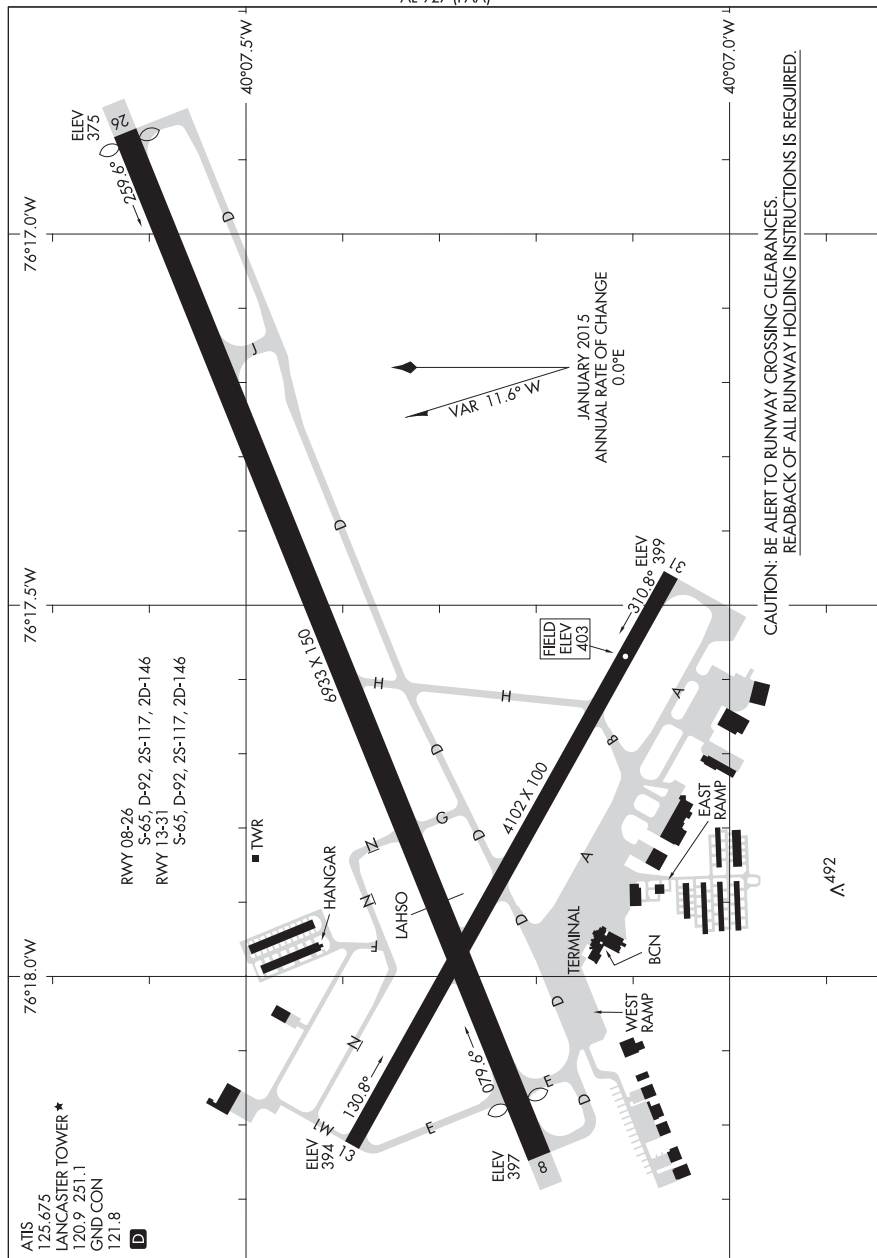 ATIS
125.675
LANCASTER TOWER ★
120.9 251.1
GND CON
121.8
D
RWY 08-26
S-65, D-92, 2S-117, 2D-146
RWY 13-31
S-65, D-92, 2S-117, 2D-146
TWR
HANGAR
LAHSO
76°18.0'W
76°17.5'W
76°17.0'W
40°07.5'W
40°07.0'W
ELEV
375
26
259.6°
D
J
D
6933 X 150
H
H
D
G
D
D
N
N
F
N
M1
E
E
D
D
ELEV
394
13
130.8°
ELEV
397
8
079.6°
4102 X 100
FIELD
ELEV
403
310.8°
ELEV
399
31
A
B
A
TERMINAL
BCN
WEST
RAMP
EAST
RAMP
492
VAR 11.6° W
JANUARY 2015
ANNUAL RATE OF CHANGE
0.0°E
CAUTION: BE ALERT TO RUNWAY CROSSING CLEARANCES.
READBACK OF ALL RUNWAY HOLDING INSTRUCTIONS IS REQUIRED.